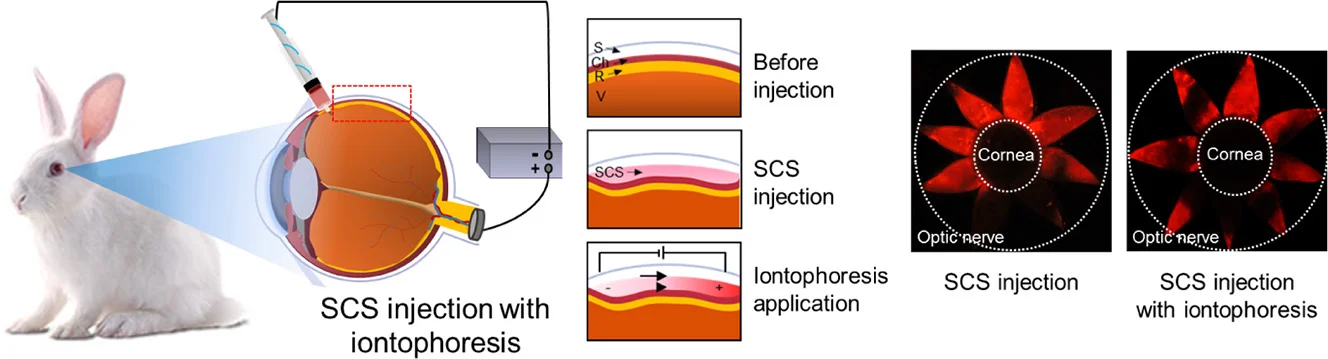 -
+
SCS injection with
iontophoresis
S
Ch
R
V
Before
injection
SCS
SCS
injection
-
+
Iontophoresis
application
Cornea
Optic nerve
SCS injection
Cornea
Optic nerve
SCS injection
with iontophoresis